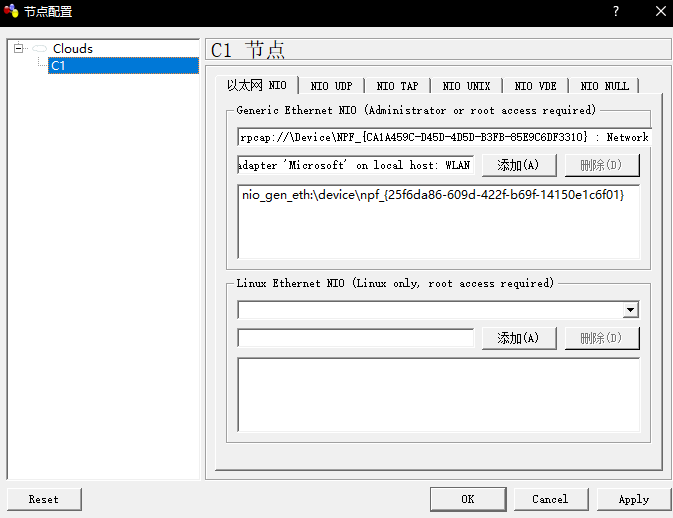 节点配置
?
Clouds
C1
C1 节点
以太网 NIO
NIO UDP
NIO TAP
NIO UNIX
NIO VDE
NIO NULL
Generic Ethernet NIO (Administrator or root access required)
rpcap://\Device\NPF_{CA1A459C-D45D-4D5D-B3FB-85E9C6DF3310} : Network
adapter 'Microsoft' on local host: WLAN
添加(A)
删除(D)
nio_gen_eth:\device\npf_{25f6da86-609d-422f-b69f-14150e1c6f01}
Linux Ethernet NIO (Linux only, root access required)
添加(A)
删除(D)
Reset
OK
Cancel
Apply